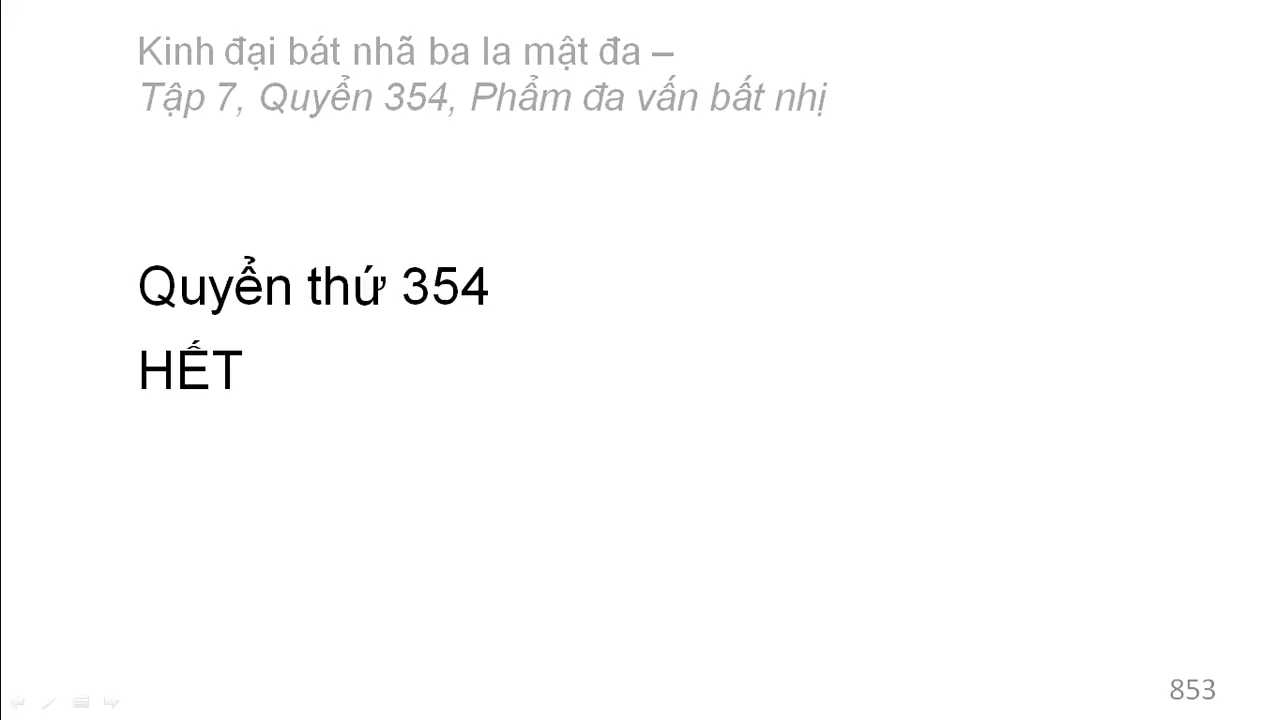 Kinh đại bát nhã ba la mật đa –
Tập 7, Quyển 354, Phẩm đa vấn bất nhị
Quyển thứ 354
HẾT
853